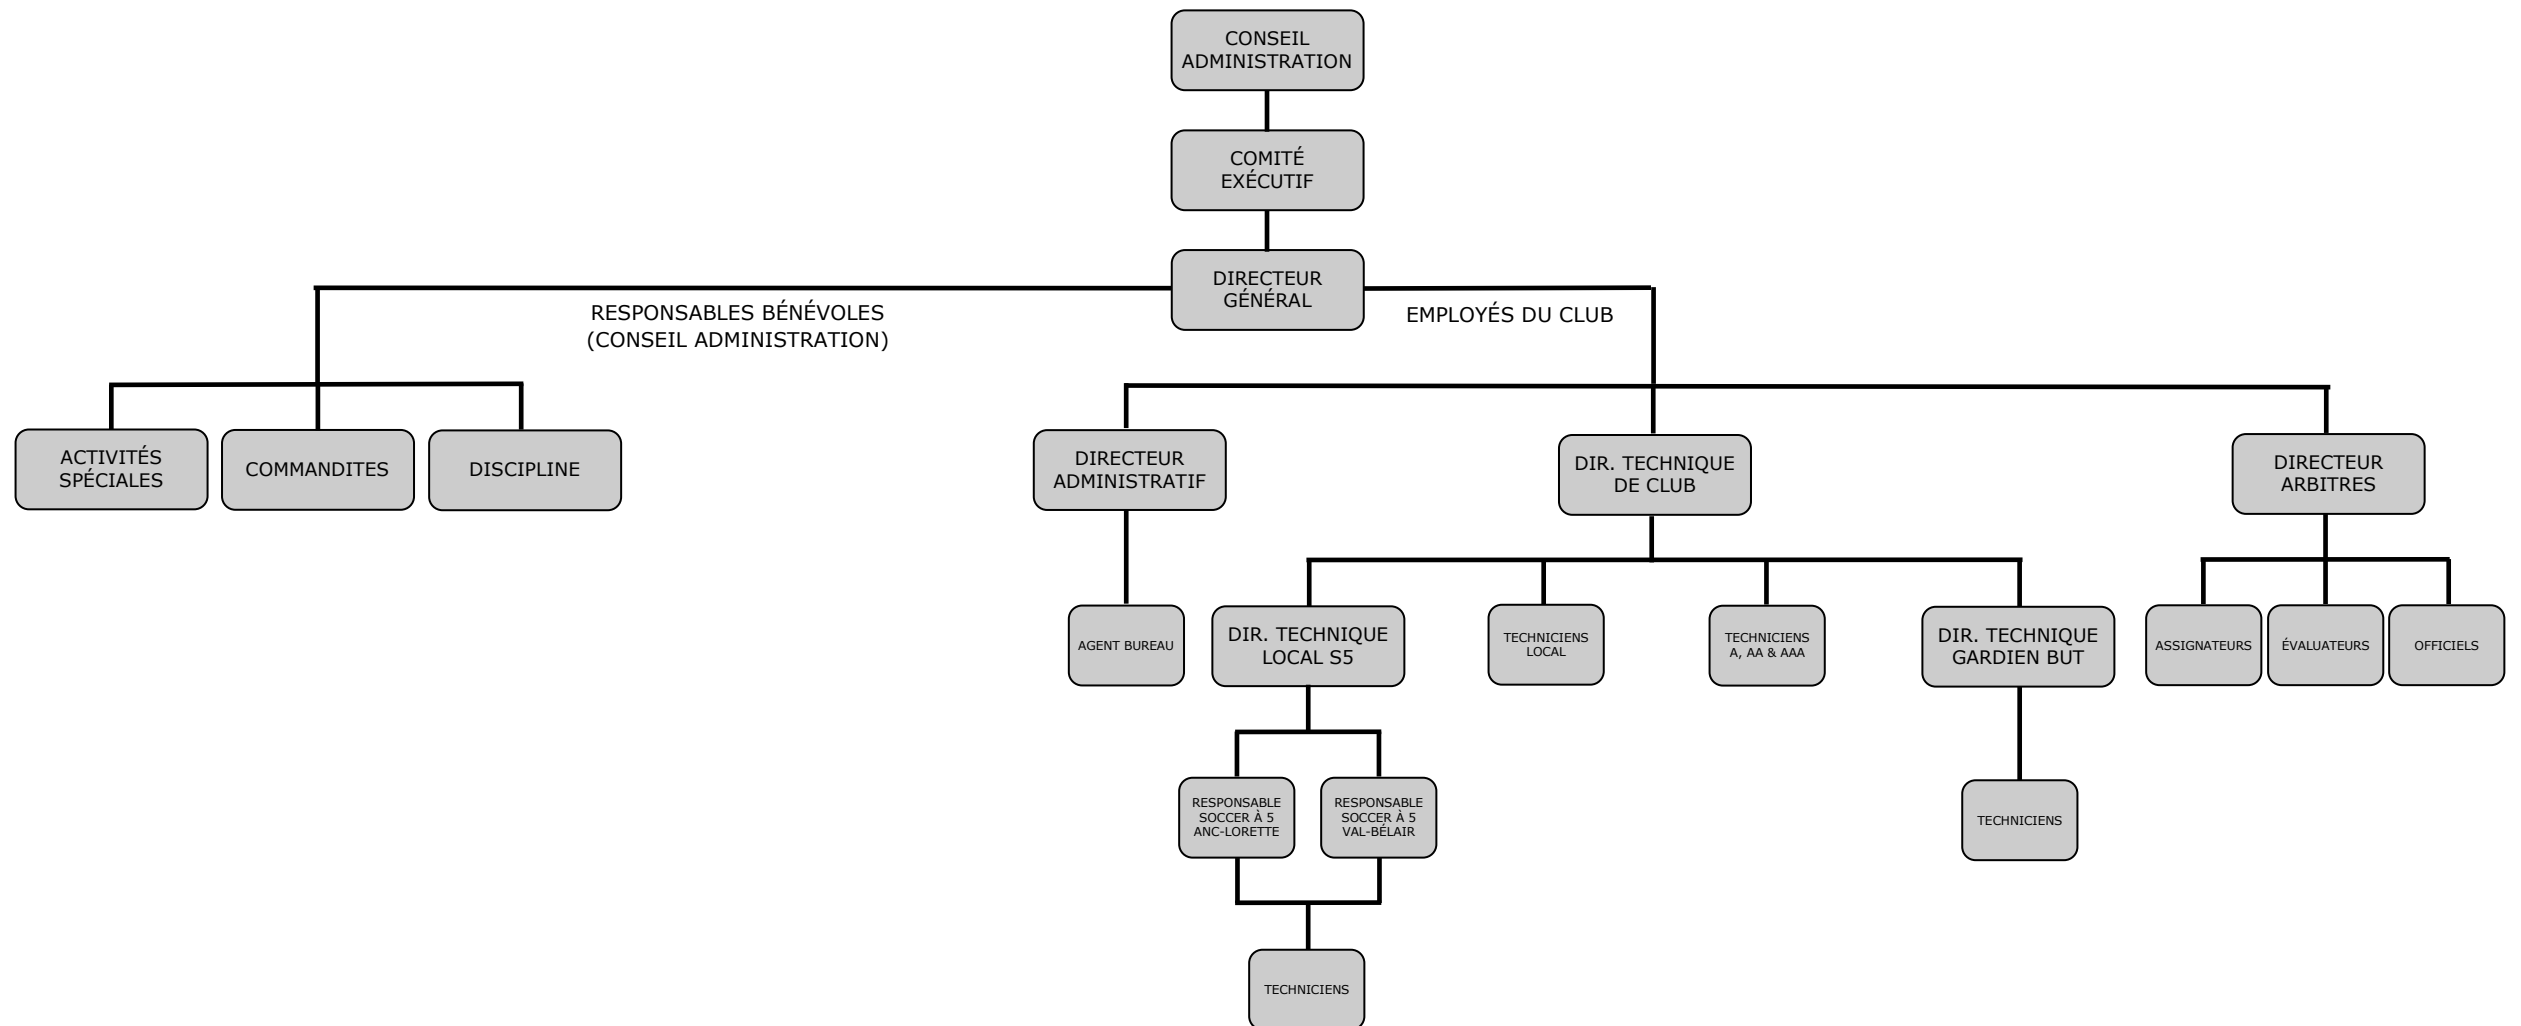 CONSEIL
ADMINISTRATION
COMITÉ
EXÉCUTIF
DIRECTEUR
GÉNÉRAL
RESPONSABLES BÉNÉVOLES
(CONSEIL ADMINISTRATION)
EMPLOYÉS DU CLUB
ACTIVITÉS
SPÉCIALES
COMMANDITES
DISCIPLINE
DIRECTEUR
ADMINISTRATIF
DIR. TECHNIQUE
DE CLUB
DIRECTEUR
ARBITRES
AGENT BUREAU
DIR. TECHNIQUE
LOCAL S5
TECHNICIENS
LOCAL
TECHNICIENS
A, AA & AAA
DIR. TECHNIQUE
GARDIEN BUT
ASSIGNATEURS
ÉVALUATEURS
OFFICIELS
RESPONSABLE
SOCCER À 5
ANC-LORETTE
RESPONSABLE
SOCCER À 5
VAL-BÉLAIR
TECHNICIENS
TECHNICIENS